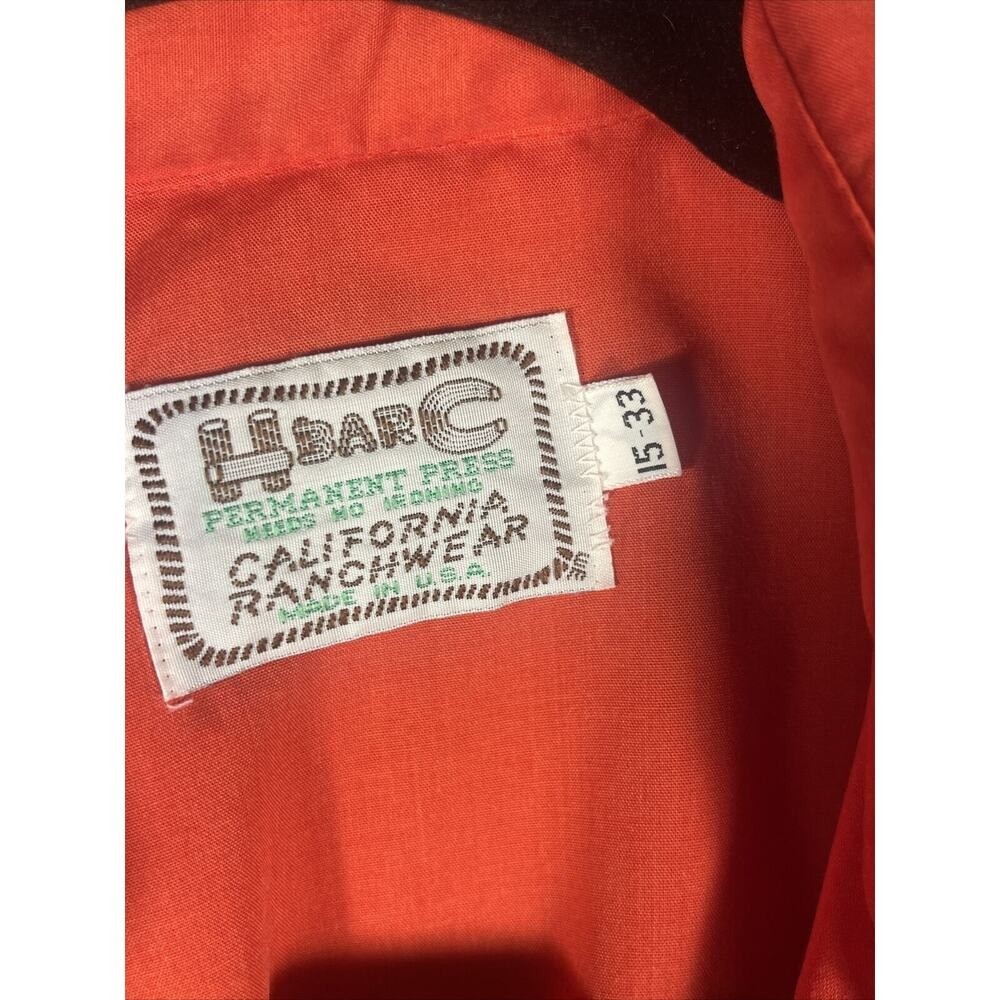 H BAR C
PERMANENT PRESS
NEEDS NO IRONING
CALIFORNIA
RANCHWEAR
MADE IN U.S.A.
15-33